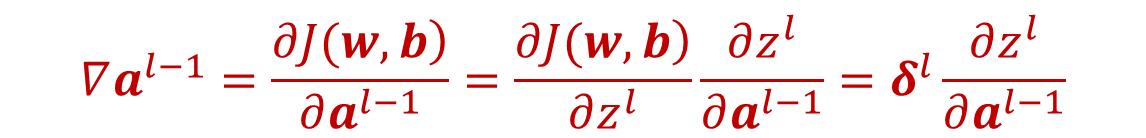 ∇a^{l−1} = ∂J(w, b)/∂a^{l−1} = ∂J(w, b)/∂z^l ∂z^l/∂a^{l−1} = δ^l ∂z^l/∂a^{l−1}